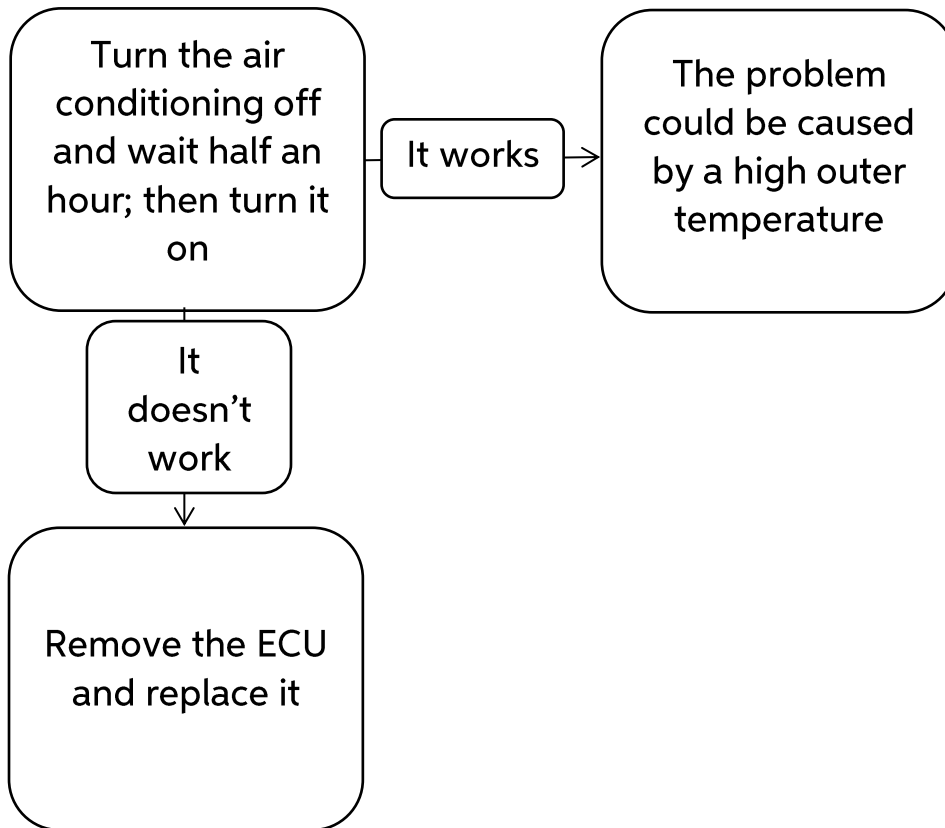 Turn the air
conditioning off
and wait half an
hour; then turn it
on
It works
The problem
could be caused
by a high outer
temperature
It
doesn’t
work
Remove the ECU
and replace it